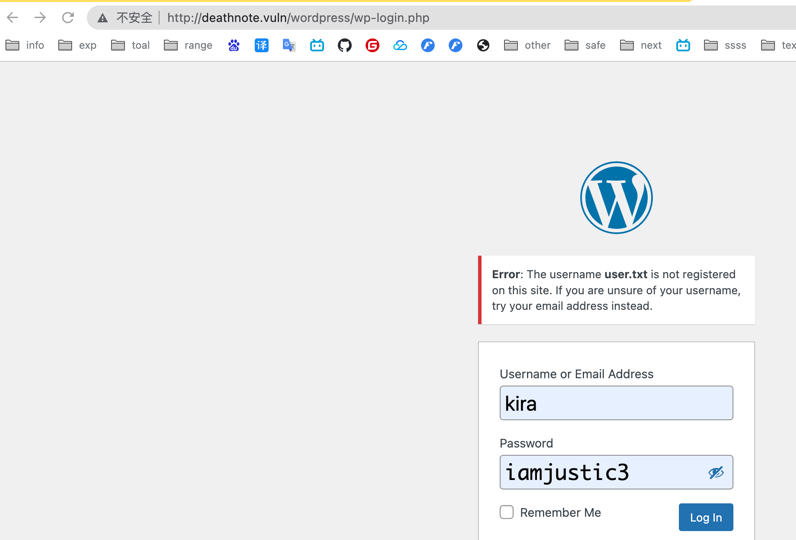 不安全 http://deathnote.vuln/wordpress/wp-login.php
info exp toal range 译 G other safe next ssss tex
W
Error: The username user.txt is not registered
on this site. If you are unsure of your username,
try your email address instead.
Username or Email Address
kira
Password
iamjustic3
Remember Me
Log In